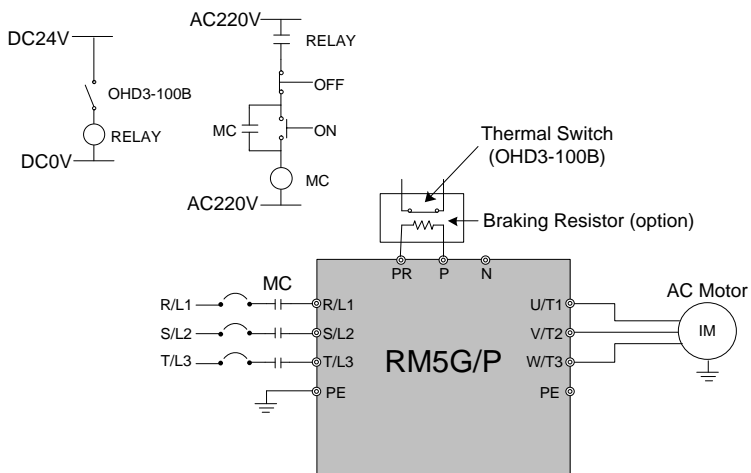 DC24V
OHD3-100B
RELAY
DC0V
AC220V
RELAY
OFF
MC
ON
MC
AC220V
Thermal Switch
(OHD3-100B)
Braking Resistor (option)
PR
P
N
MC
R/L1
R/L1
S/L2
S/L2
T/L3
T/L3
PE
RM5G/P
U/T1
V/T2
W/T3
PE
AC Motor
IM